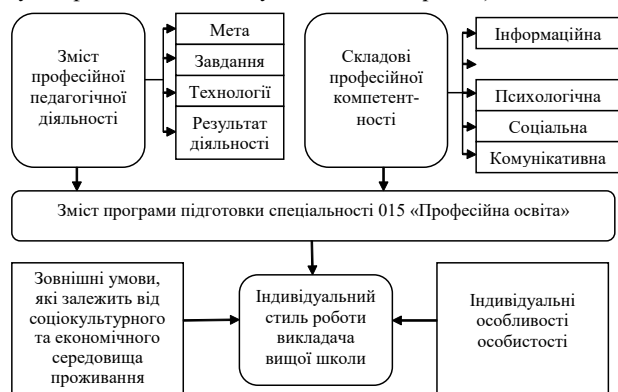 Зміст
професійної
педагогічної
діяльності
Мета
Завдання
Технології
Результат
діяльності
Складові
професійної
компетент-
ності
Інформаційна
Психологічна
Соціальна
Комунікативна
Зміст програми підготовки спеціальності 015 «Професійна освіта»
Зовнішні умови,
які залежить від
соціокультурного
та економічного
середовища
проживання
Індивідуальний
стиль роботи
викладача
вищої школи
Індивідуальні
особливості
особистості